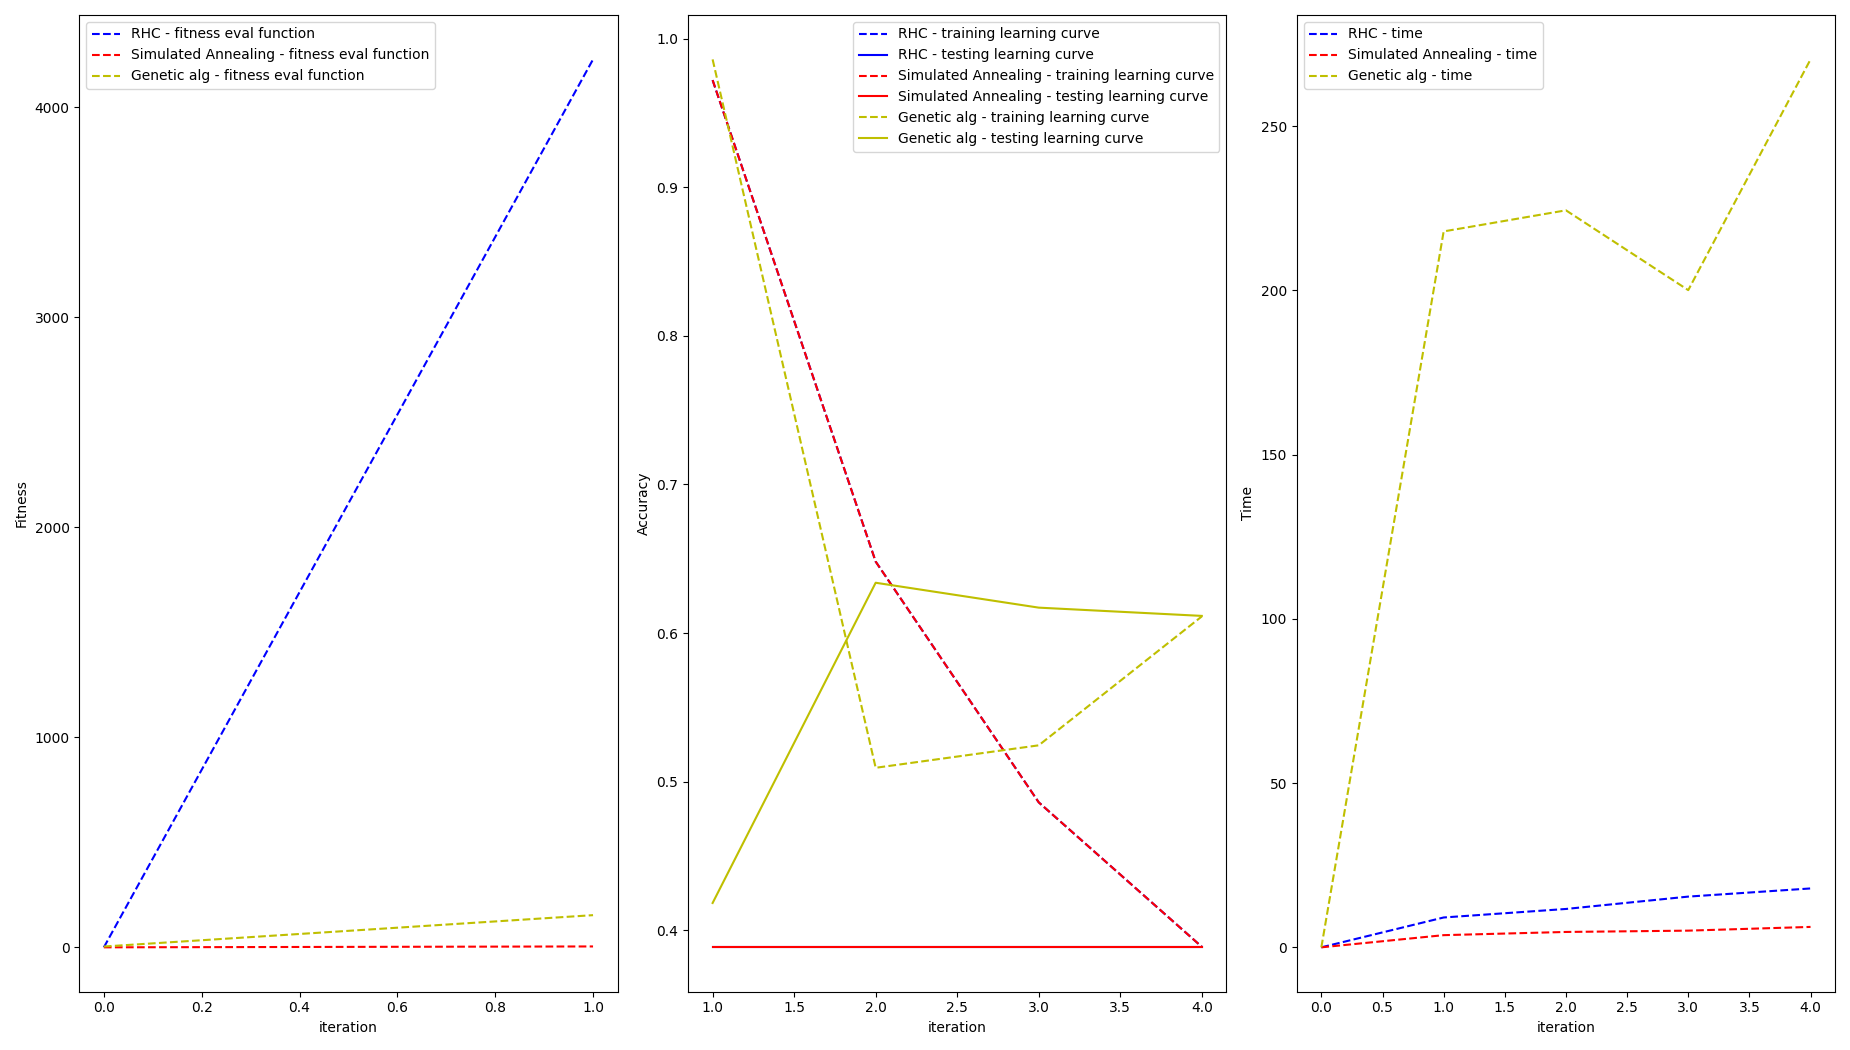 RHC - fitness eval function
Simulated Annealing - fitness eval function
Genetic alg - fitness eval function
4000
3000
2000
1000
0
Fitness
0.0 0.2 0.4 0.6 0.8 1.0
iteration
RHC - training learning curve
RHC - testing learning curve
Simulated Annealing - training learning curve
Simulated Annealing - testing learning curve
Genetic alg - training learning curve
Genetic alg - testing learning curve
1.0
0.9
0.8
0.7
0.6
0.5
0.4
Accuracy
1.0 1.5 2.0 2.5 3.0 3.5 4.0
iteration
RHC - time
Simulated Annealing - time
Genetic alg - time
250
200
150
100
50
0
Time
0.0 0.5 1.0 1.5 2.0 2.5 3.0 3.5 4.0
iteration